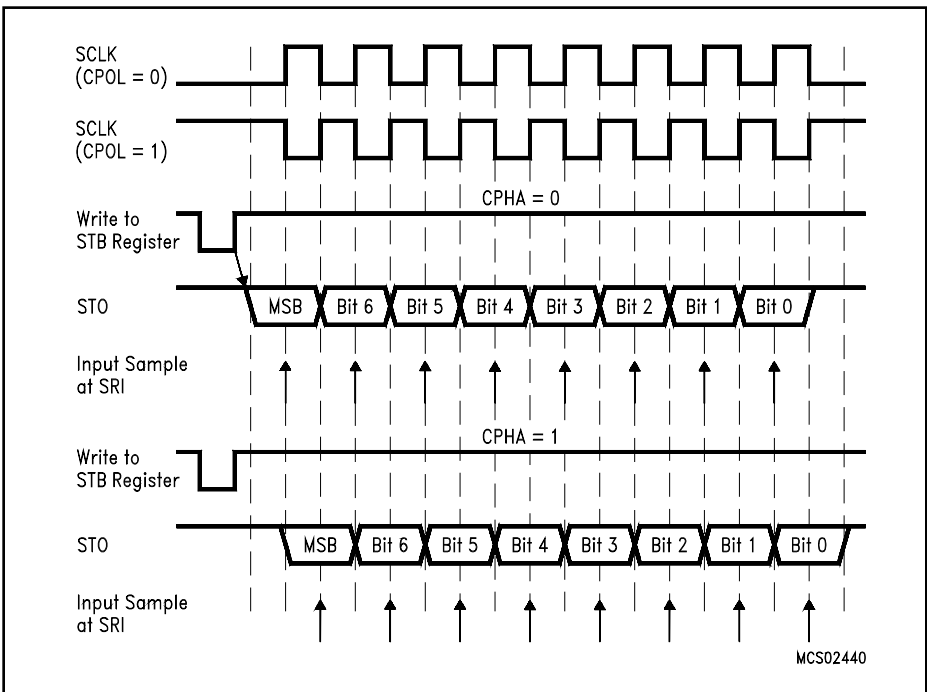 SCLK
(CPOL = 0)
SCLK
(CPOL = 1)
CPHA = 0
Write to
STB Register
STO
MSB Bit 6 Bit 5 Bit 4 Bit 3 Bit 2 Bit 1 Bit 0
Input Sample
at SRI
CPHA = 1
Write to
STB Register
STO
MSB Bit 6 Bit 5 Bit 4 Bit 3 Bit 2 Bit 1 Bit 0
Input Sample
at SRI
MCS02440